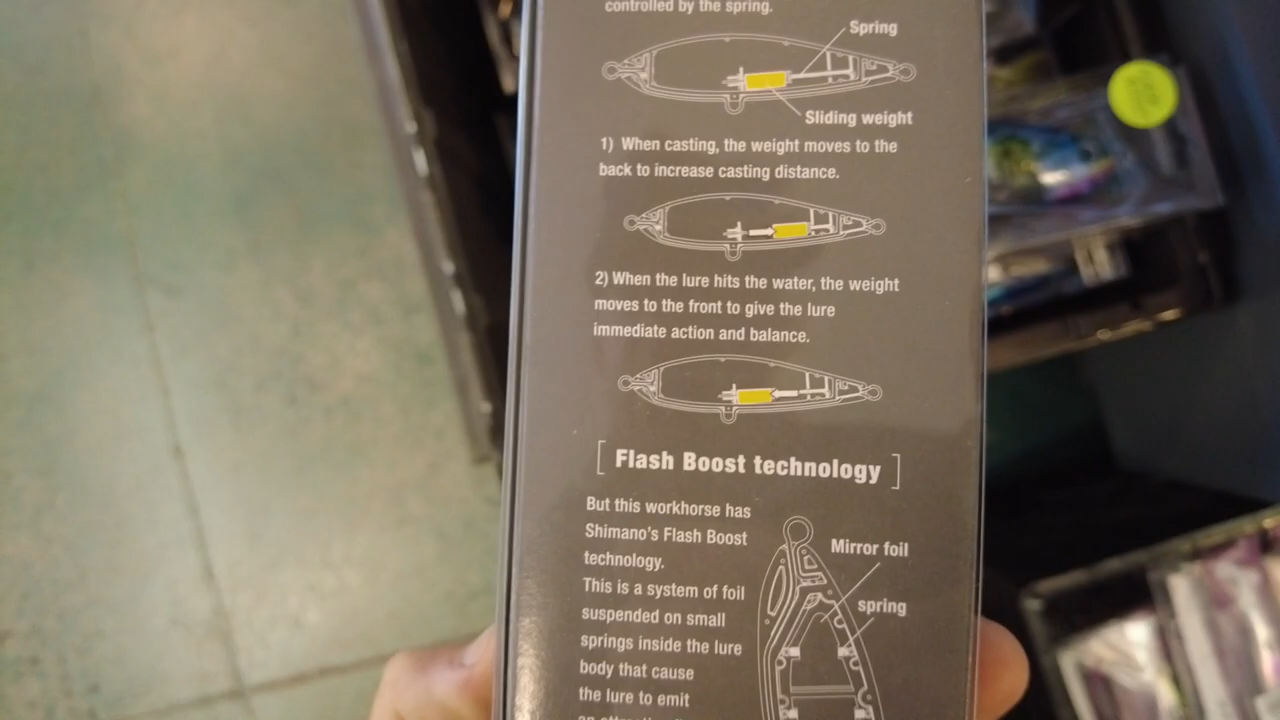 controlled by the spring.
Spring
Sliding weight
1) When casting, the weight moves to the
back to increase casting distance.
2) When the lure hits the water, the weight
moves to the front to give the lure
immediate action and balance.
[ Flash Boost technology ]
But this workhorse has
Shimano's Flash Boost
technology.
This is a system of foil
suspended on small
springs inside the lure
body that cause
the lure to emit
Mirror foil
spring